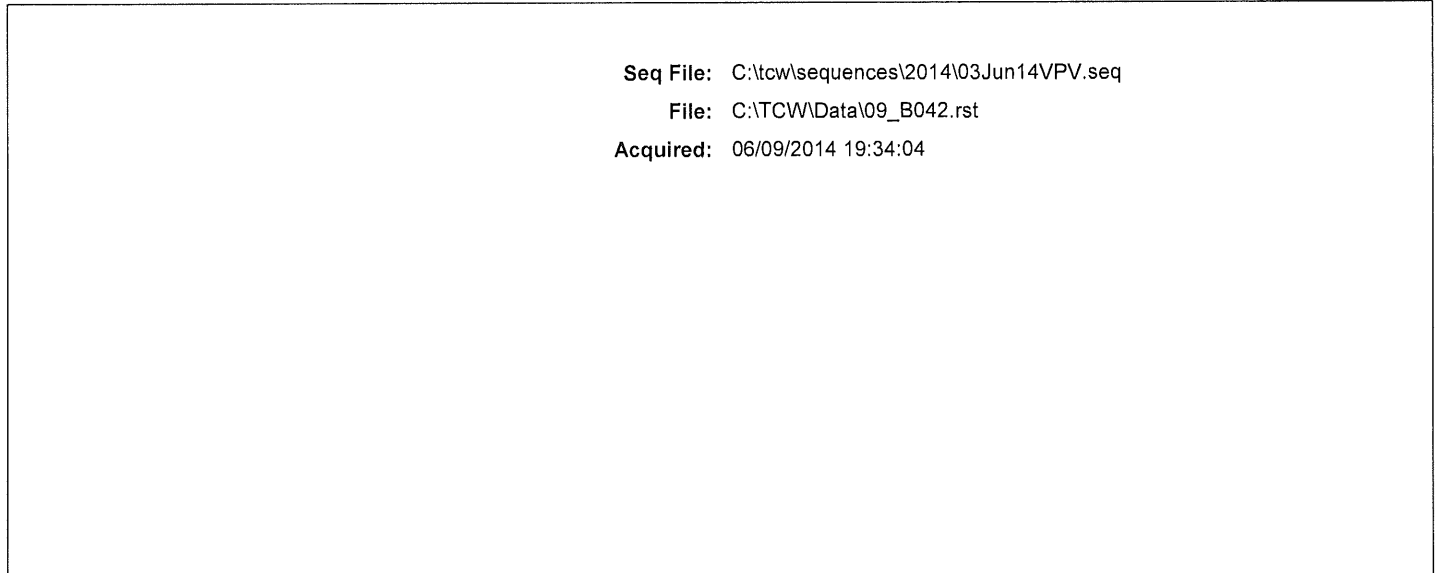 Seq File: C:\tcw\sequences\2014\03Jun14VPV.seq
File: C:\TCW\Data\09_B042.rst
Acquired: 06/09/2014 19:34:04